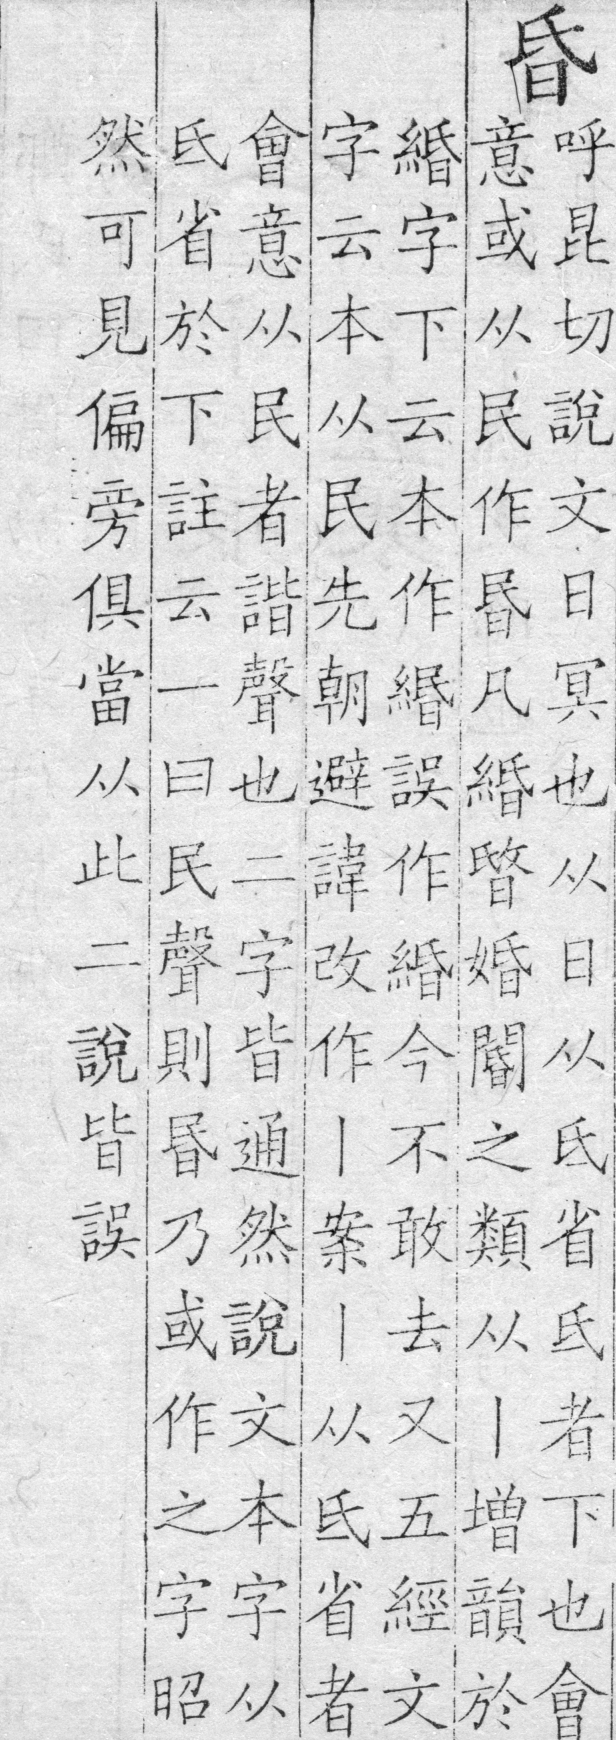 昏
呼昆切說文日冥也从日从氐省氐者下也會
意或从民作昬凡緍暋婚閽之類从丨增韻於
緍字下云本作緡誤作緍今不敢去又五經文
字云本从民先朝避諱改作丨案丨从氐省者
會意从民者諧聲也二字皆通然說文本字从
氐省於下註云一曰民聲則昬乃或作之字昭
然可見偏旁俱當从此二說皆誤